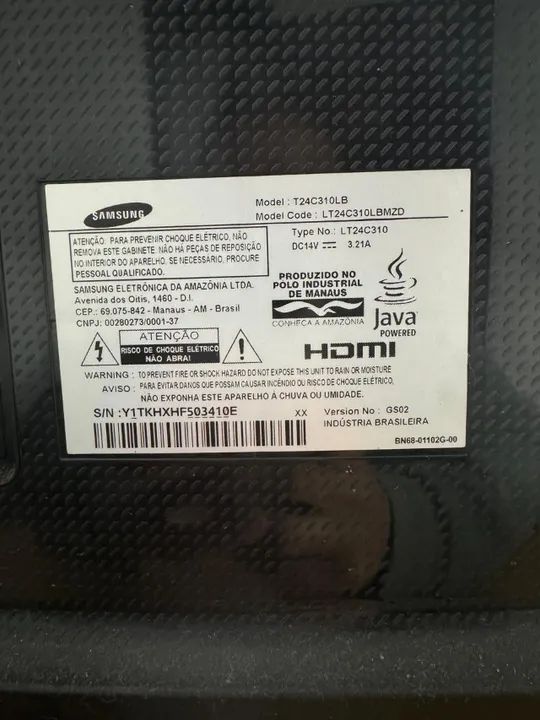 SAMSUNG
Model : T24C310LB
Model Code : LT24C310LBMZD
Type No.: LT24C310
DC14V 3.21A
ATENÇÃO: PARA PREVENIR CHOQUE ELÉTRICO, NÃO
REMOVA ESTE GABINETE NÃO HÁ PEÇAS DE REPOSIÇÃO
NO INTERIOR DO APARELHO. SE NECESSÁRIO, PROCURE
PESSOAL QUALIFICADO.
SAMSUNG ELETRÔNICA DA AMAZÔNIA LTDA.
Avenida dos Oitis, 1460 - D.I.
CEP.: 69.075-842 - Manaus - AM - Brasil
CNPJ: 00280273/0001-37
PRODUZIDO NO
POLO INDUSTRIAL
DE MANAUS
CONHEÇA A AMAZÔNIA
Java
POWERED
ATENÇÃO
RISCO DE CHOQUE ELÉTRICO
NÃO ABRA!
HDMI
WARNING : TO PREVENT FIRE OR SHOCK HAZARD DO NOT EXPOSE THIS UNIT TO RAIN OR MOISTURE
AVISO : PARA EVITAR DANOS QUE POSSAM CAUSAR INCÊNDIO OU RISCO DE CHOQUE ELÉTRICO,
NÃO EXPONHA ESTE APARELHO À CHUVA OU UMIDADE.
S/N :Y1TKHXHF503410E
XX
Version No : GS02
INDÚSTRIA BRASILEIRA
BN68-01102G-00